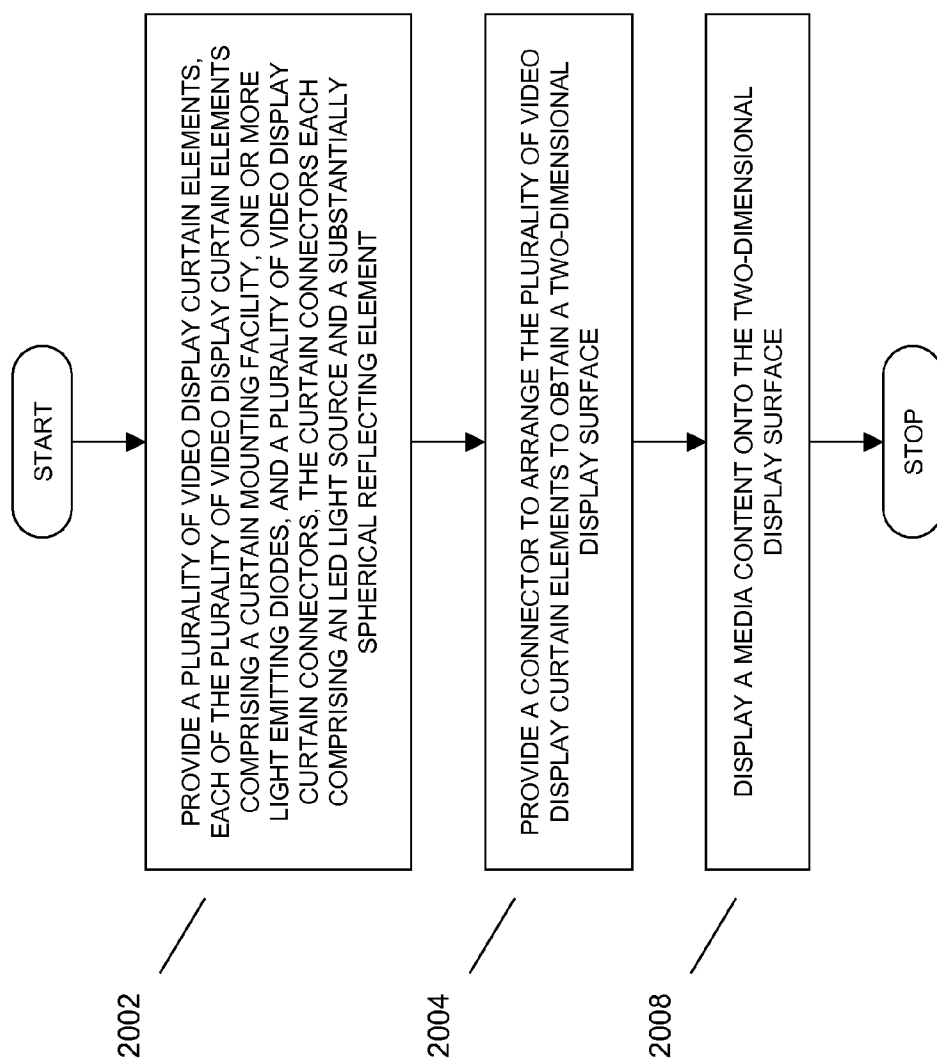 START
2002
PROVIDE A PLURALITY OF VIDEO DISPLAY CURTAIN ELEMENTS,
EACH OF THE PLURALITY OF VIDEO DISPLAY CURTAIN ELEMENTS
COMPRISING A CURTAIN MOUNTING FACILITY, ONE OR MORE
LIGHT EMITTING DIODES, AND A PLURALITY OF VIDEO DISPLAY
CURTAIN CONNECTORS, THE CURTAIN CONNECTORS EACH
COMPRISING AN LED LIGHT SOURCE AND A SUBSTANTIALLY
SPHERICAL REFLECTING ELEMENT
2004
PROVIDE A CONNECTOR TO ARRANGE THE PLURALITY OF VIDEO
DISPLAY CURTAIN ELEMENTS TO OBTAIN A TWO-DIMENSIONAL
DISPLAY SURFACE
2008
DISPLAY A MEDIA CONTENT ONTO THE TWO-DIMENSIONAL
DISPLAY SURFACE
STOP